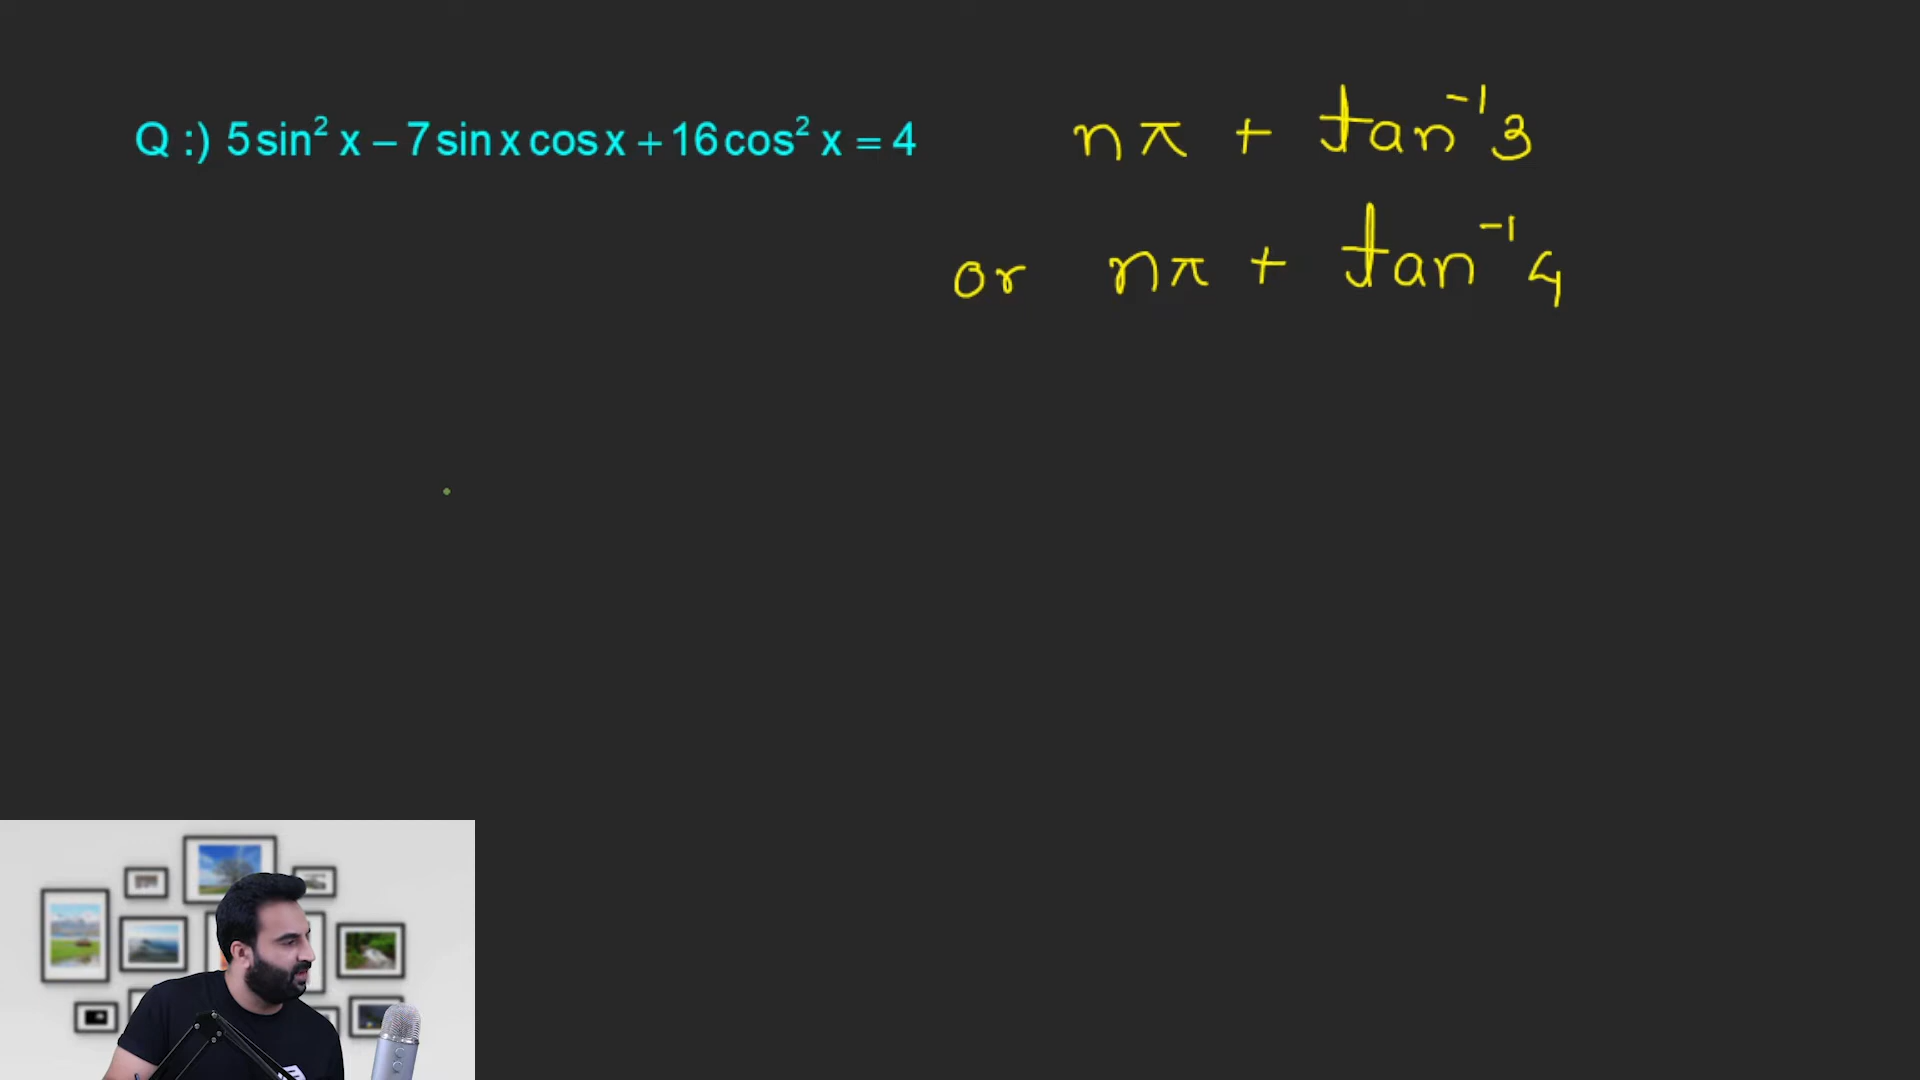 Q :) 5 sin² x – 7 sin x cos x + 16 cos² x = 4
nπ + tan⁻¹3
or nπ + tan⁻¹4